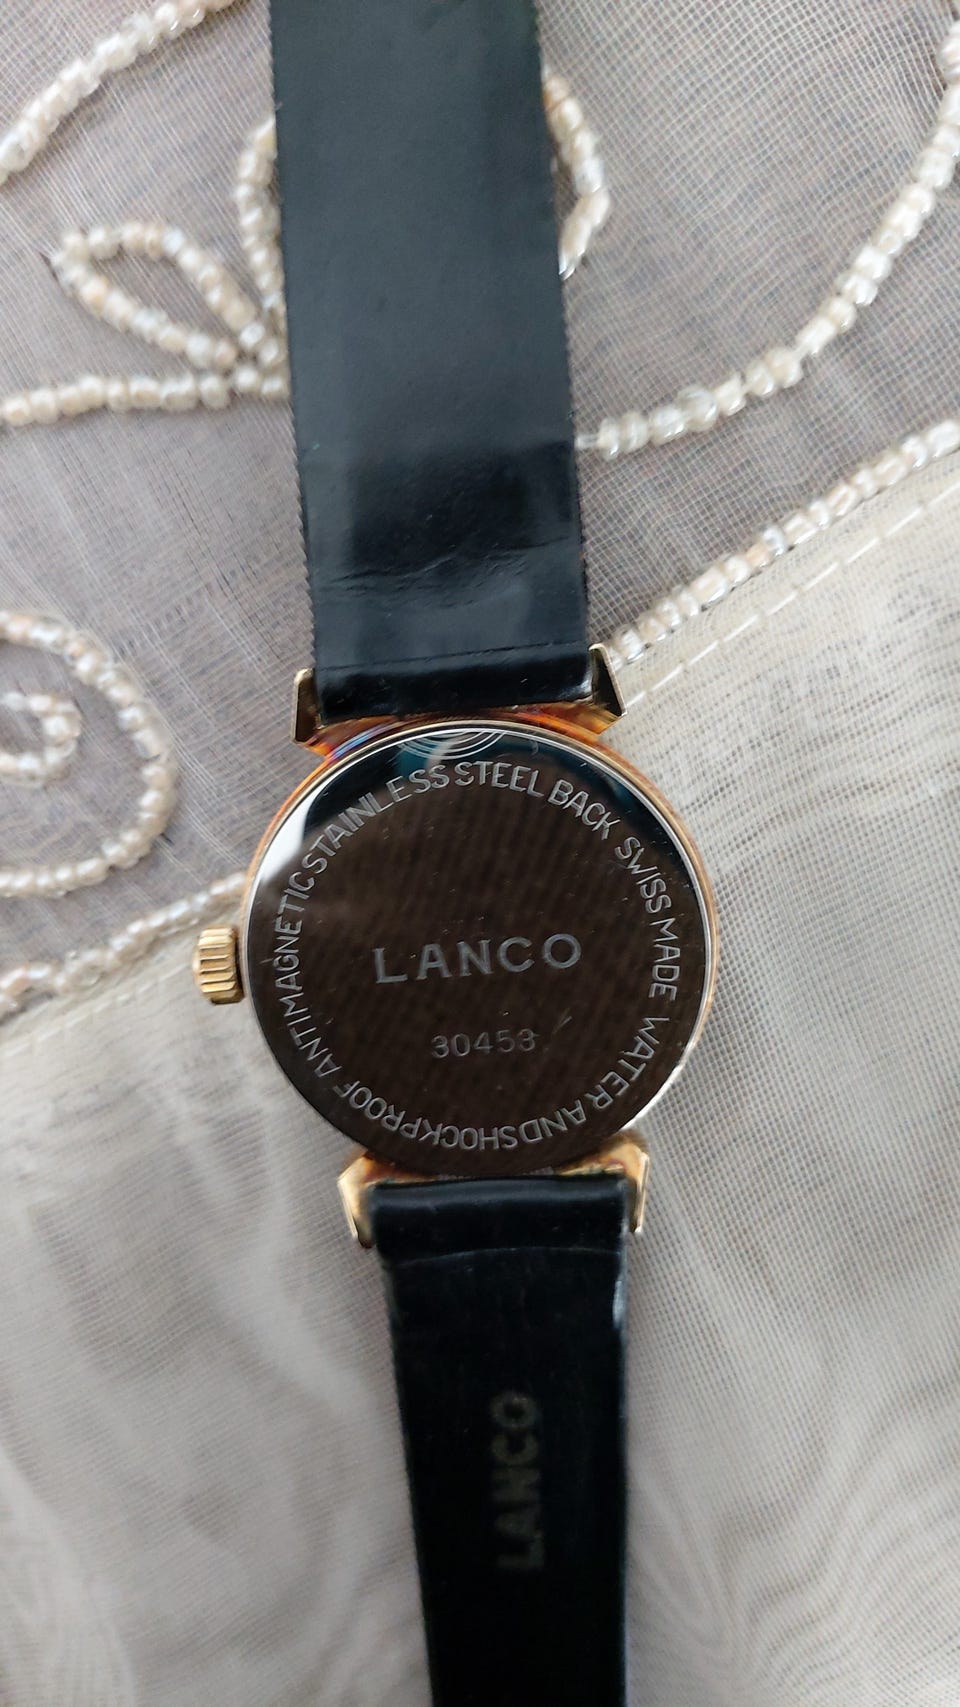 STAINLESS STEEL BACK SWISS MADE WATER AND SHOCKPROOF ANTIMAGNETIC
LANCO
30453
LANCO